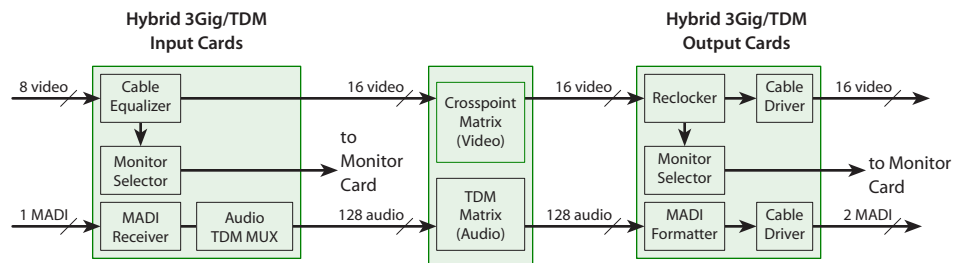 Hybrid 3Gig/TDM
Input Cards
Hybrid 3Gig/TDM
Output Cards
8 video
Cable
Equalizer
16 video
Crosspoint
Matrix
(Video)
16 video
Reclocker
Cable
Driver
16 video
Monitor
Selector
to
Monitor
Card
Monitor
Selector
to Monitor
Card
1 MADI
MADI
Receiver
Audio
TDM MUX
128 audio
TDM
Matrix
(Audio)
128 audio
MADI
Formatter
Cable
Driver
2 MADI